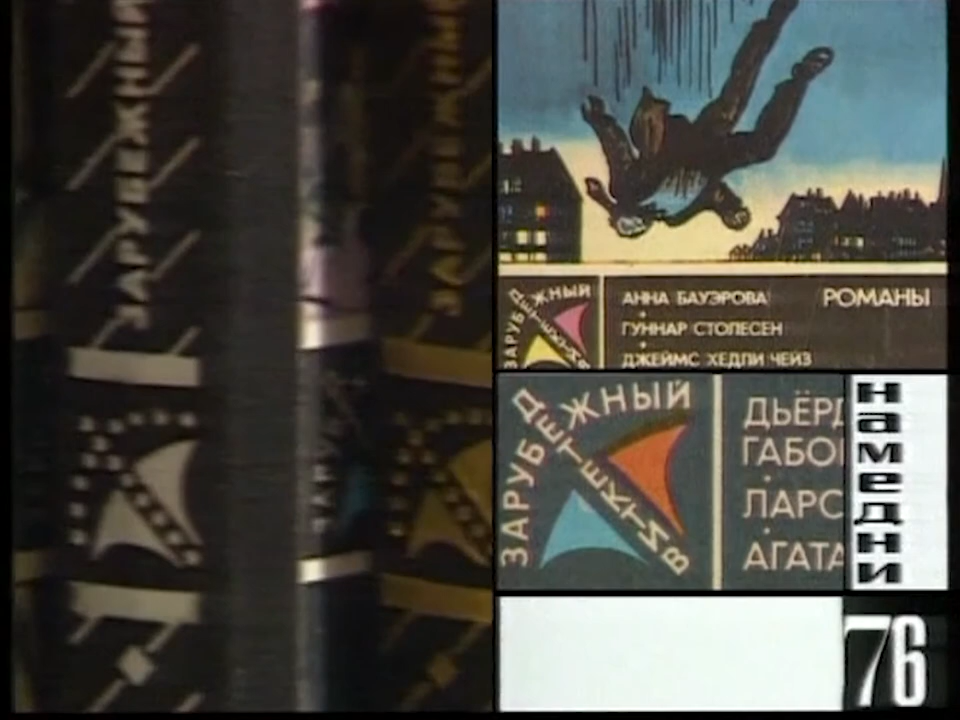 ЗАРУБЕЖНЫЙ
ЗАРУБЕЖНЫЙ
ЗАРУБЕЖНЫЙ
ДЕТЕКТИВ
АННА БАУЭРОВА
ГУННАР СТОЛЕСЕН
ДЖЕЙМС ХЕДЛИ ЧЕЙЗ
РОМАНЫ
ЗАРУБЕЖНЫЙ
ДЕТЕКТИВ
ДЬЁРД
ГАБО
ЛАРС
АГАТА
намедни
76